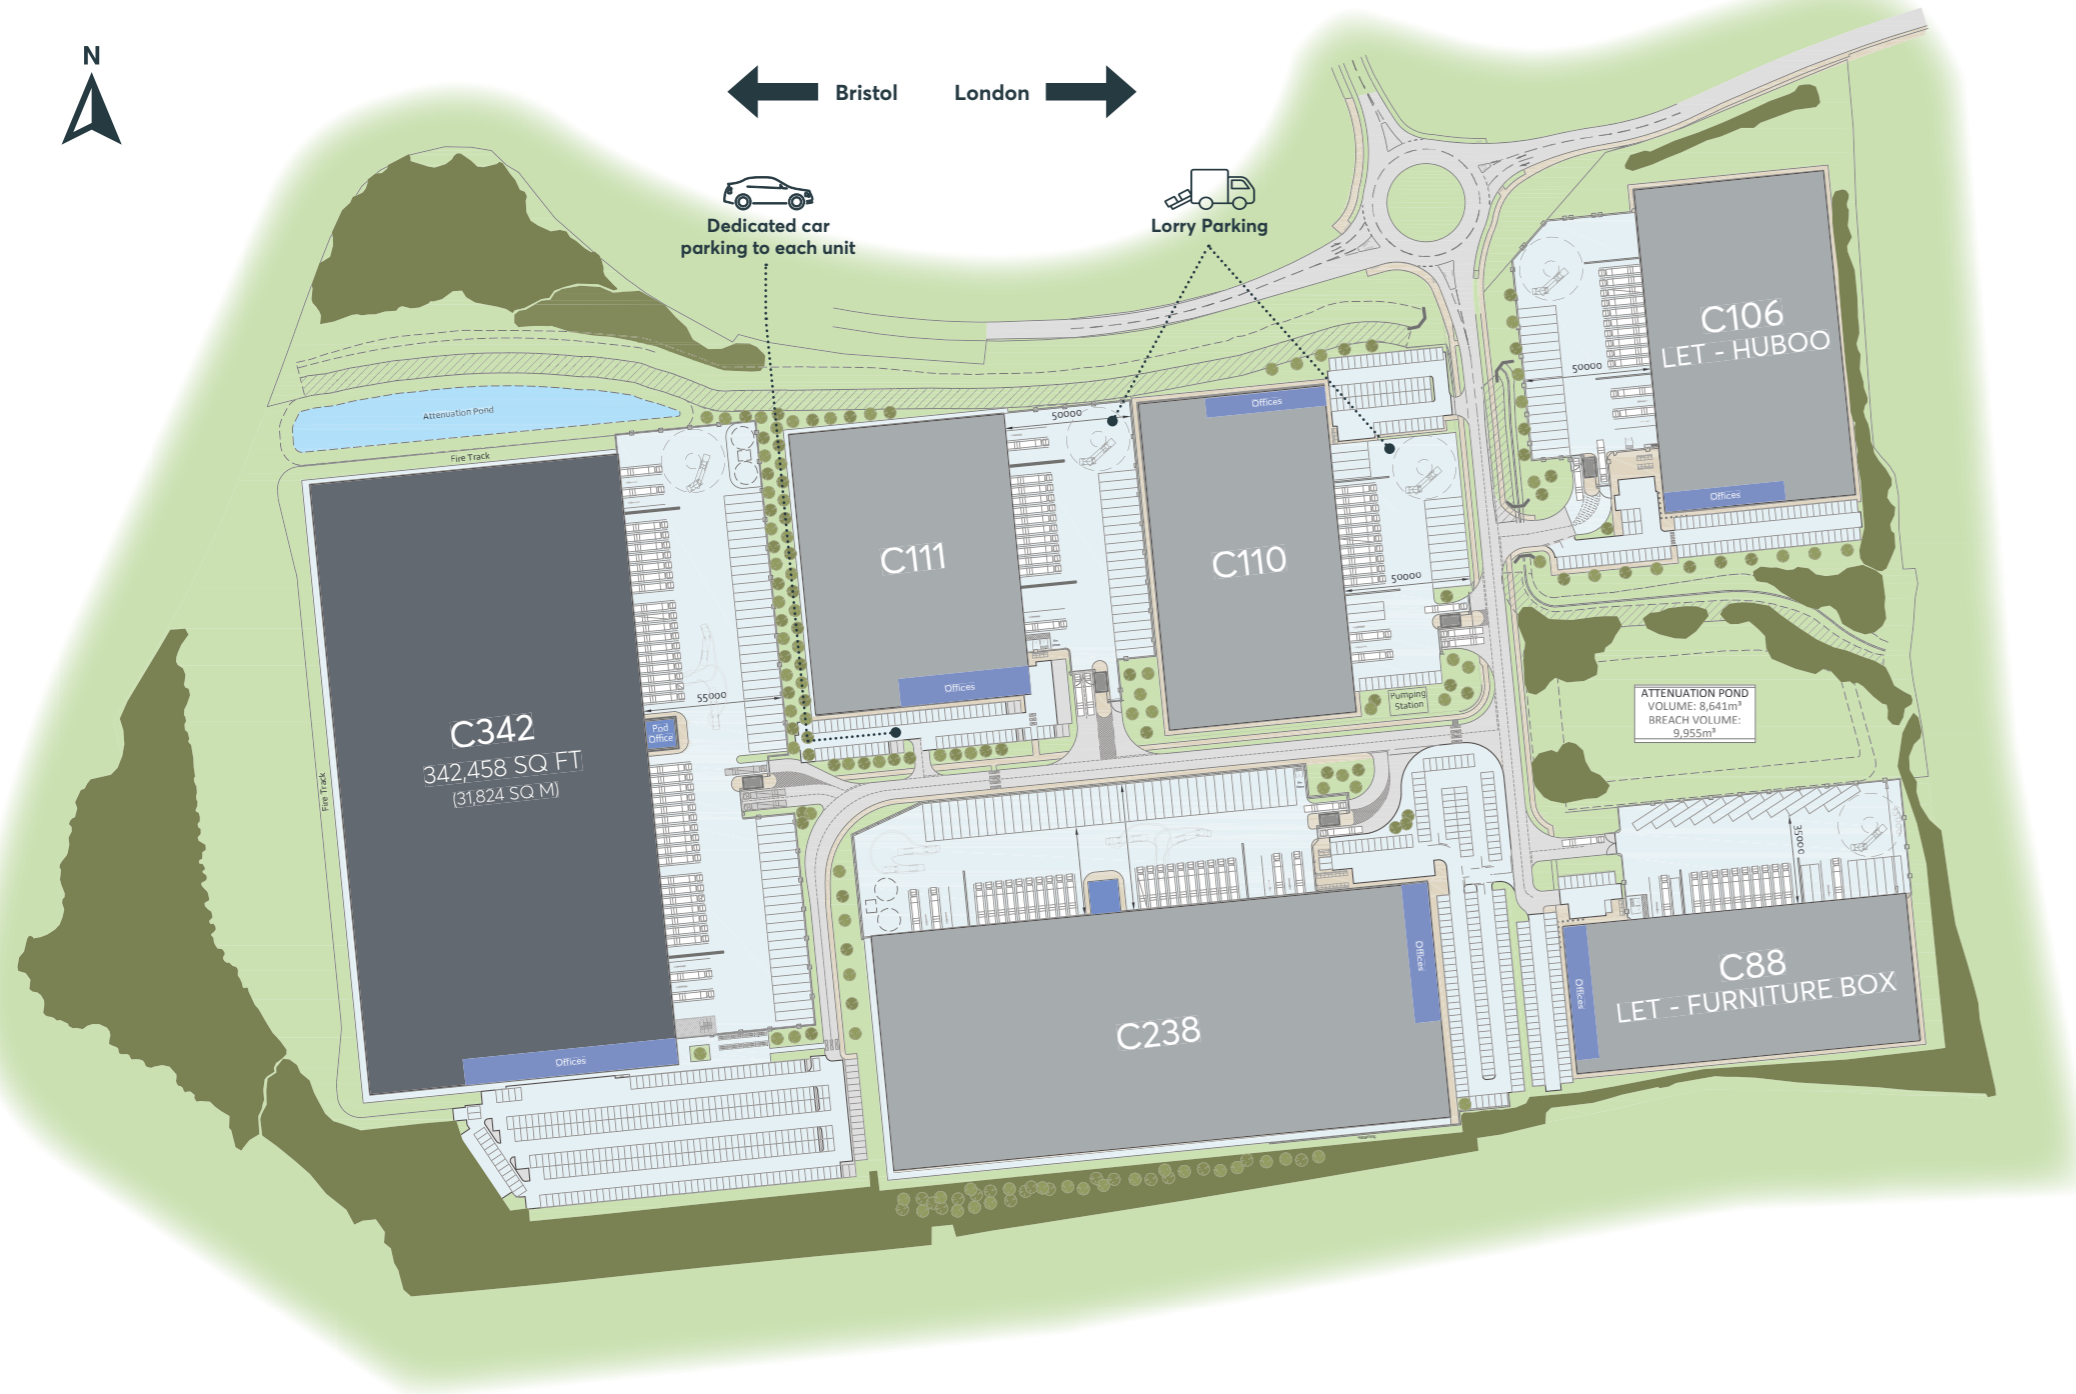 N
Bristol
London
Dedicated car
parking to each unit
Lorry Parking
C106
LET - HUBOO
50000
Offices
Attenuation Pond
Fire Track
50000
Offices
C111
C110
50000
Offices
Pumping
Station
55000
Pod
Office
C342
342,458 SQ FT
(31,824 SQ M)
Fire Track
Offices
ATTENUATION POND
VOLUME: 8,641m³
BREACH VOLUME:
9,955m³
35000
C238
Offices
C88
LET - FURNITURE BOX
Offices